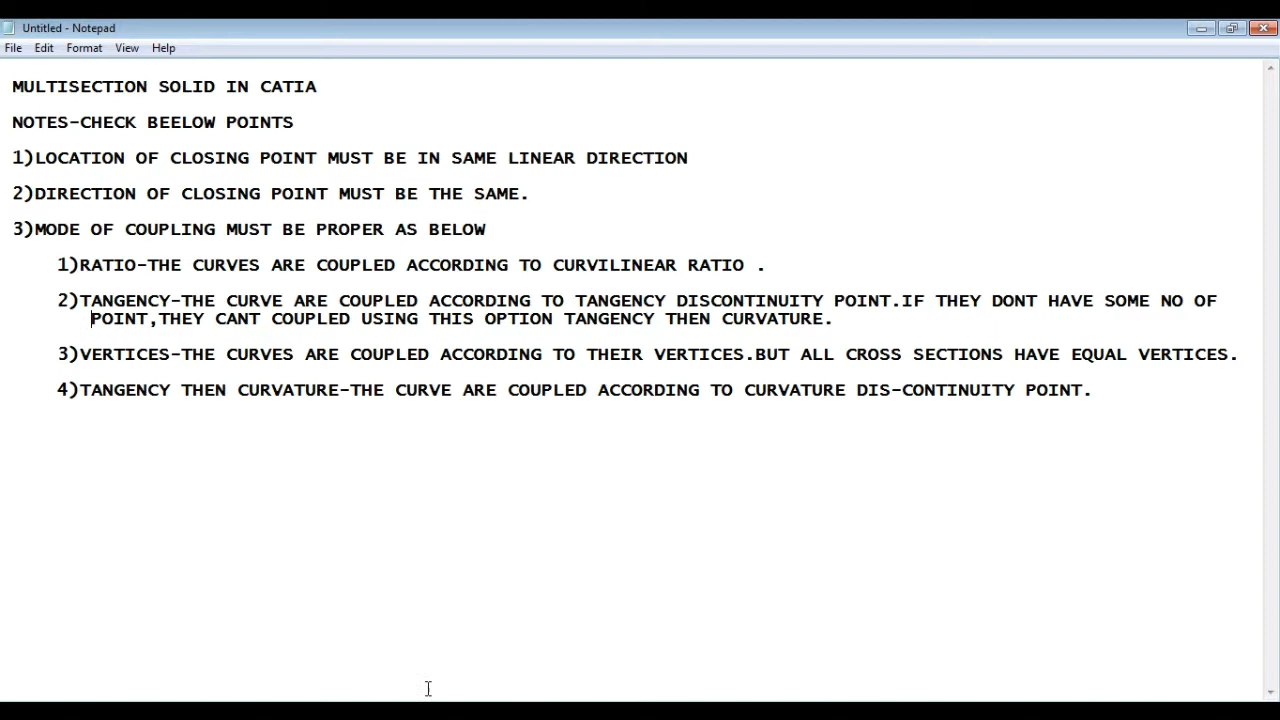 Untitled - Notepad
File Edit Format View Help
MULTISECTION SOLID IN CATIA
NOTES-CHECK BEELOW POINTS
1)LOCATION OF CLOSING POINT MUST BE IN SAME LINEAR DIRECTION
2)DIRECTION OF CLOSING POINT MUST BE THE SAME.
3)MODE OF COUPLING MUST BE PROPER AS BELOW
1)RATIO-THE CURVES ARE COUPLED ACCORDING TO CURVILINEAR RATIO .
2)TANGENCY-THE CURVE ARE COUPLED ACCORDING TO TANGENCY DISCONTINUITY POINT.IF THEY DONT HAVE SOME NO OF
POINT,THEY CANT COUPLED USING THIS OPTION TANGENCY THEN CURVATURE.
3)VERTICES-THE CURVES ARE COUPLED ACCORDING TO THEIR VERTICES.BUT ALL CROSS SECTIONS HAVE EQUAL VERTICES.
4)TANGENCY THEN CURVATURE-THE CURVE ARE COUPLED ACCORDING TO CURVATURE DIS-CONTINUITY POINT.